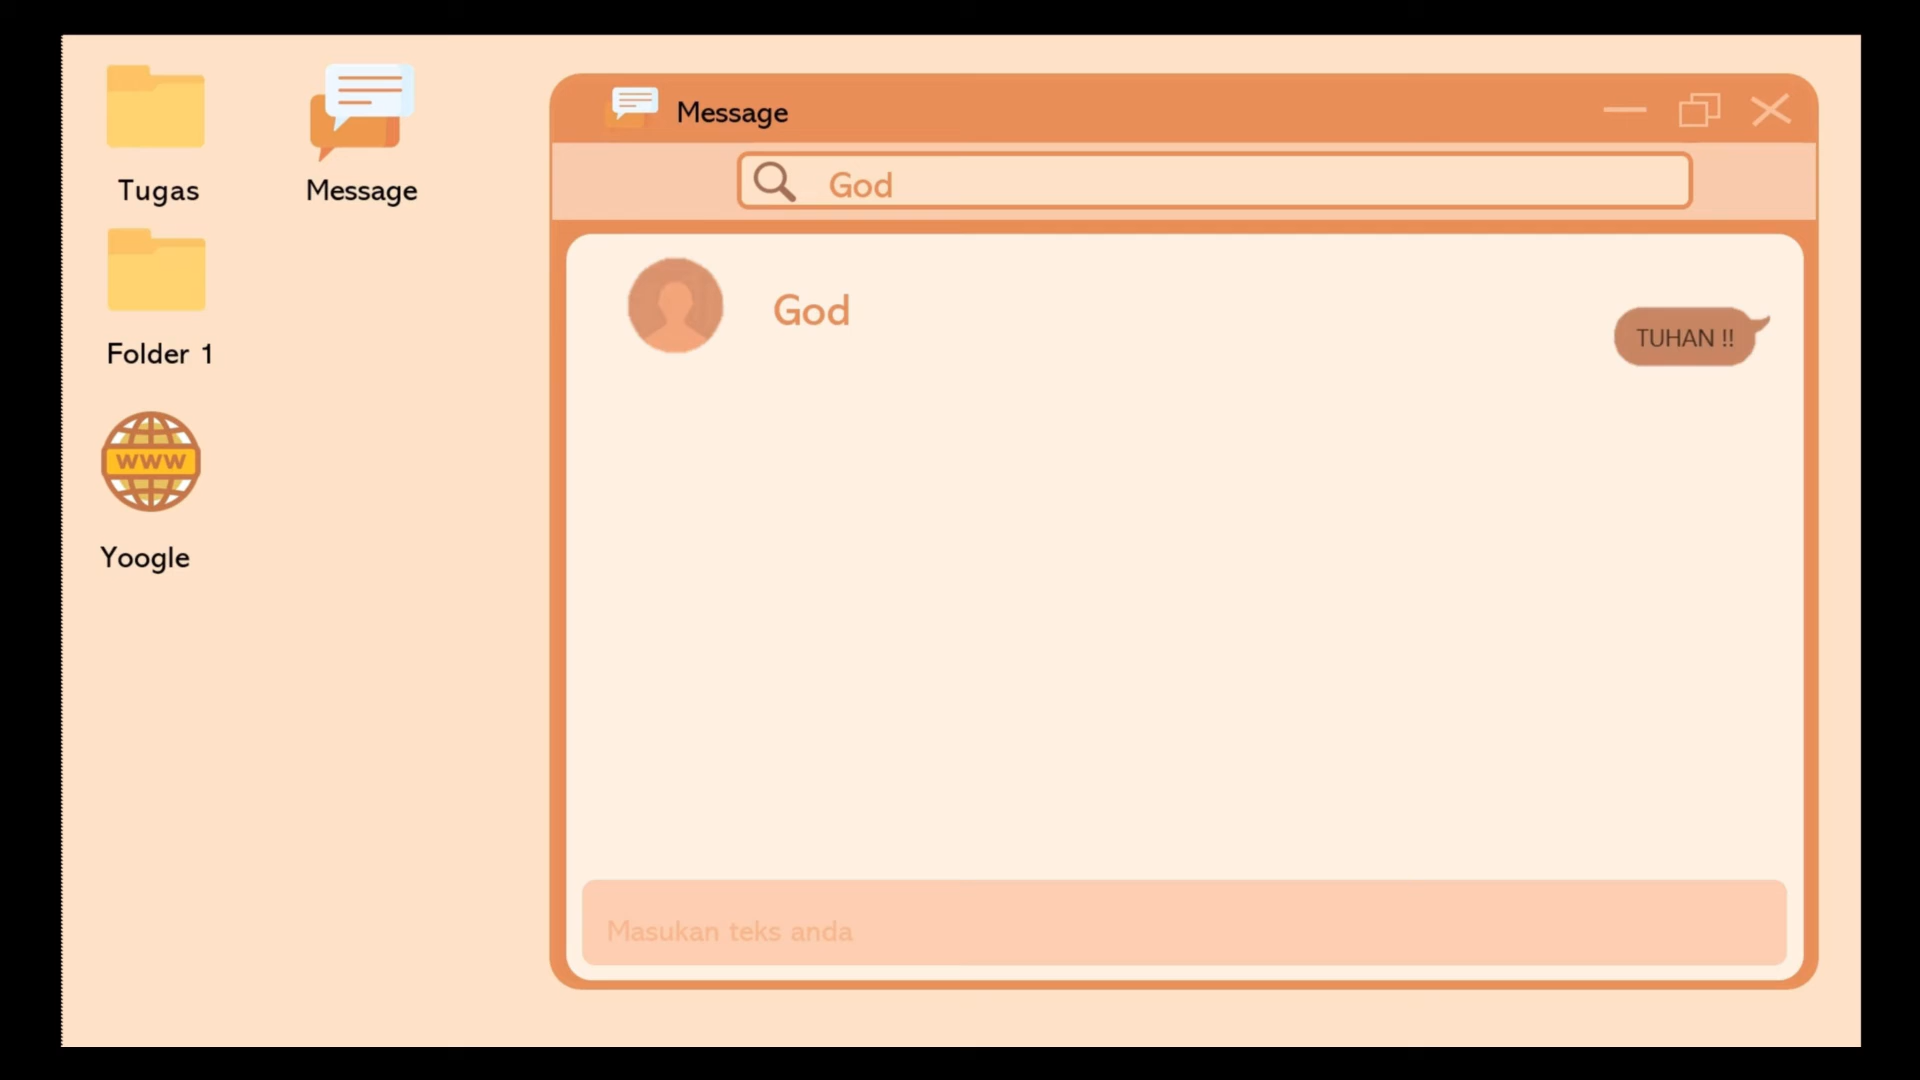 Tugas
Message
Folder 1
www
Yoogle
Message
God
God
TUHAN !!
Masukan teks anda